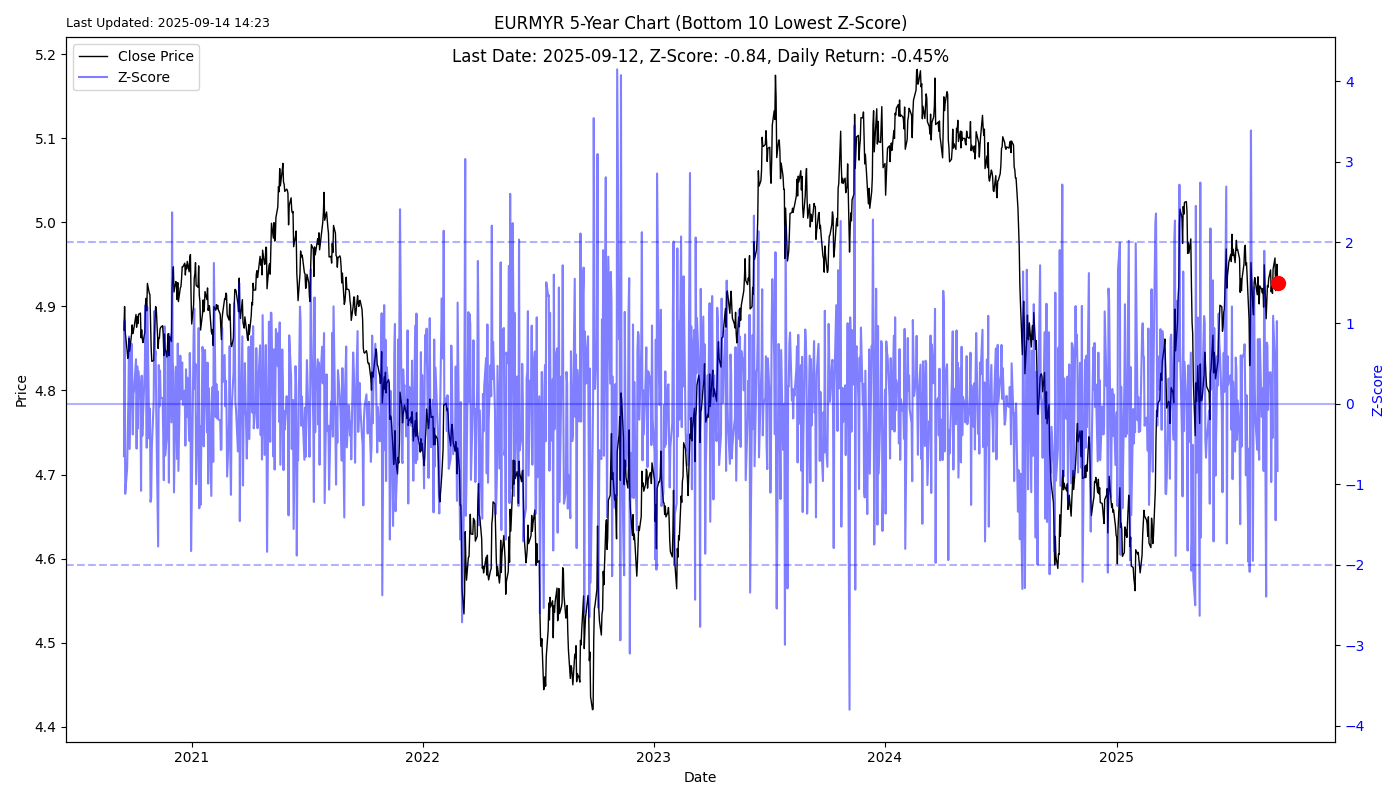 Last Updated: 2025-09-14 14:23
EURMYR 5-Year Chart (Bottom 10 Lowest Z-Score)
Last Date: 2025-09-12, Z-Score: -0.84, Daily Return: -0.45%
Close Price
Z-Score
5.2
5.1
5.0
4.9
4.8
4.7
4.6
4.5
4.4
Price
4
3
2
1
0
−1
−2
−3
−4
Z-Score
2021
2022
2023
2024
2025
Date